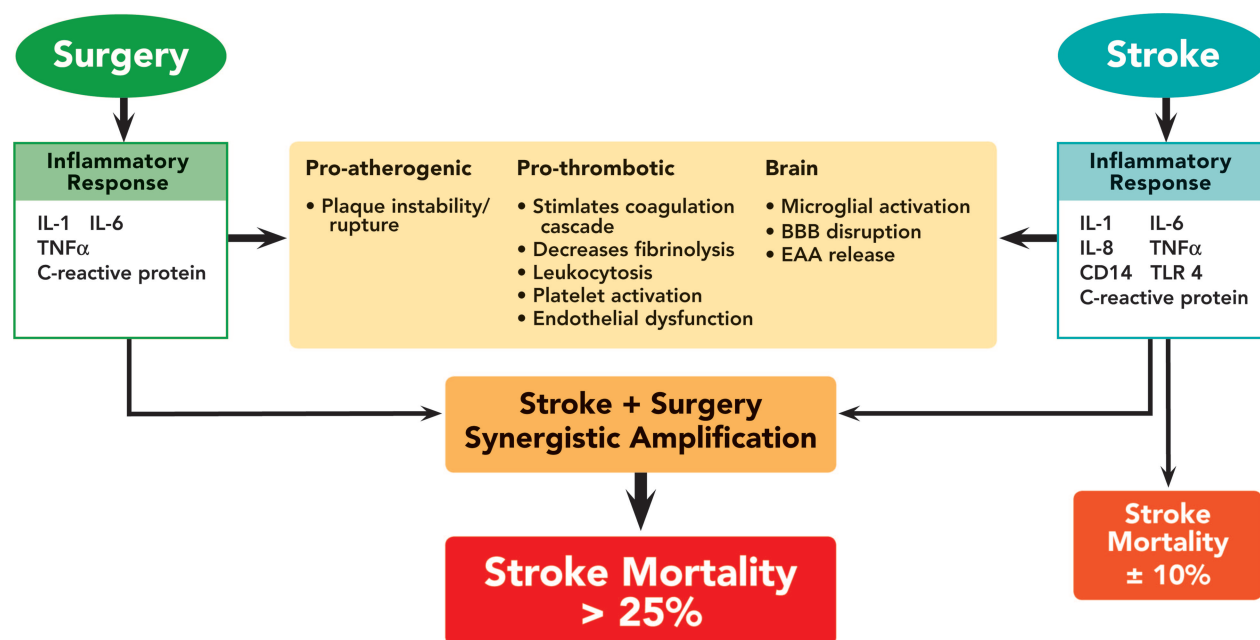 Surgery
Stroke
Inflammatory
Response
IL-1 IL-6
TNFα
C-reactive protein
Pro-atherogenic
• Plaque instability/
rupture
Pro-thrombotic
• Stimlates coagulation
cascade
• Decreases fibrinolysis
• Leukocytosis
• Platelet activation
• Endothelial dysfunction
Brain
• Microglial activation
• BBB disruption
• EAA release
Inflammatory
Response
IL-1 IL-6
IL-8 TNFα
CD14 TLR 4
C-reactive protein
Stroke + Surgery
Synergistic Amplification
Stroke Mortality
> 25%
Stroke
Mortality
± 10%